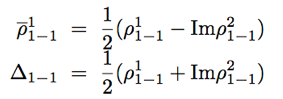 ρ̅¹₁₋₁ = 1/2(ρ¹₁₋₁ − Imρ²₁₋₁)
Δ₁₋₁ = 1/2(ρ¹₁₋₁ + Imρ²₁₋₁)